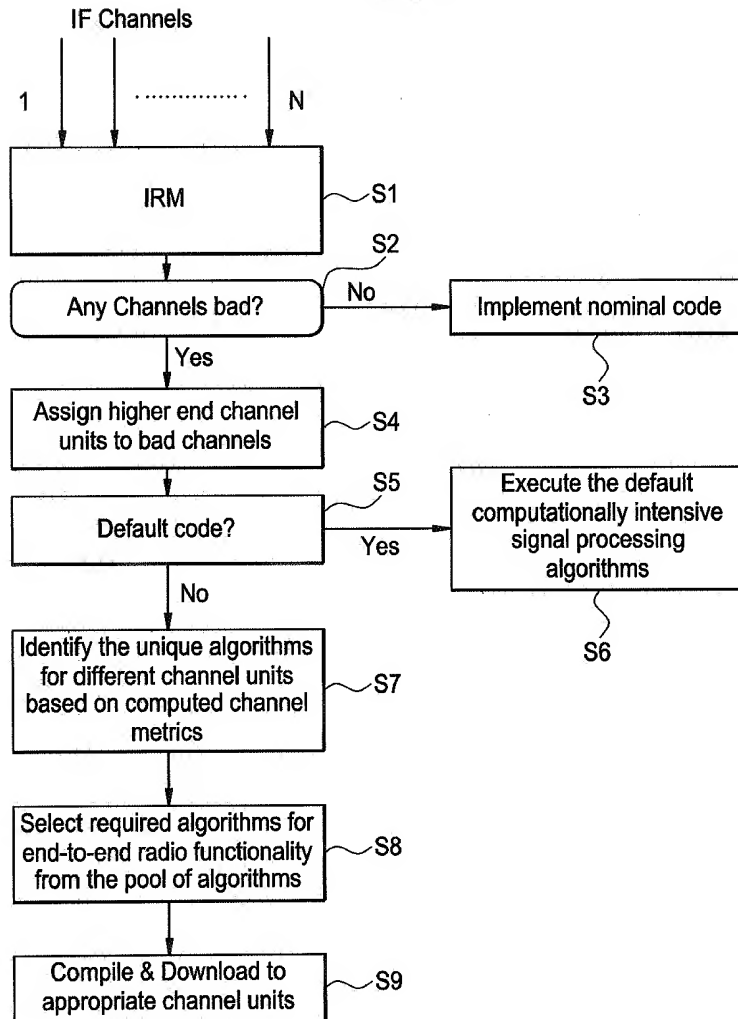 IF Channels
1
..............
N
IRM
S1
S2
Any Channels bad?
No
Implement nominal code
S3
Yes
Assign higher end channel
units to bad channels
S4
S5
Default code?
Yes
Execute the default
computationally intensive
signal processing
algorithms
S6
No
Identify the unique algorithms
for different channel units
based on computed channel
metrics
S7
Select required algorithms for
end-to-end radio functionality
from the pool of algorithms
S8
Compile & Download to
appropriate channel units
S9